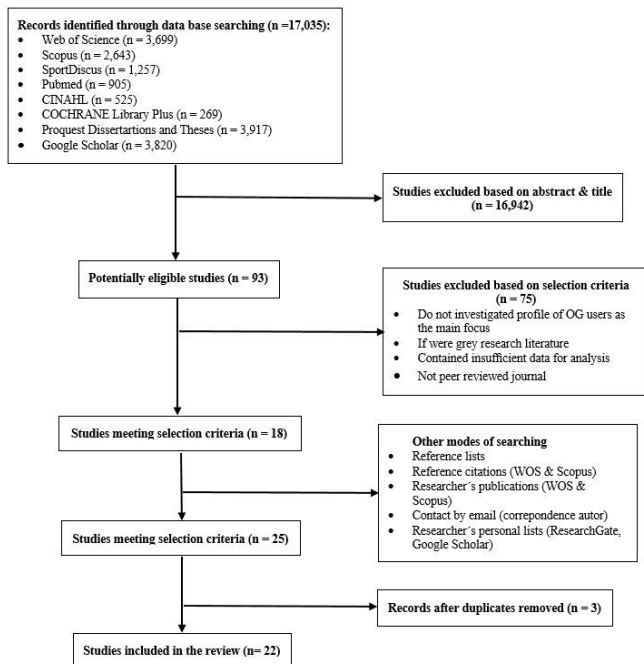 Records identified through data base searching (n =17,035):
• Web of Science (n = 3,699)
• Scopus (n = 2,643)
• SportDiscus (n = 1,257)
• Pubmed (n = 905)
• CINAHL (n = 525)
• COCHRANE Library Plus (n = 269)
• Proquest Dissertartions and Theses (n = 3,917)
• Google Scholar (n = 3,820)
Studies excluded based on abstract & title
(n = 16,942)
Potentially eligible studies (n = 93)
Studies excluded based on selection criteria
(n = 75)
• Do not investigated profile of OG users as
the main focus
• If were grey research literature
• Contained insufficient data for analysis
• Not peer reviewed journal
Studies meeting selection criteria (n = 18)
Other modes of searching
• Reference lists
• Reference citations (WOS & Scopus)
• Researcher´s publications (WOS &
Scopus)
• Contact by email (correpondence autor)
• Researcher´s personal lists (ResearchGate,
Google Scholar)
Studies meeting selection criteria (n = 25)
Records after duplicates removed (n = 3)
Studies included in the review (n= 22)